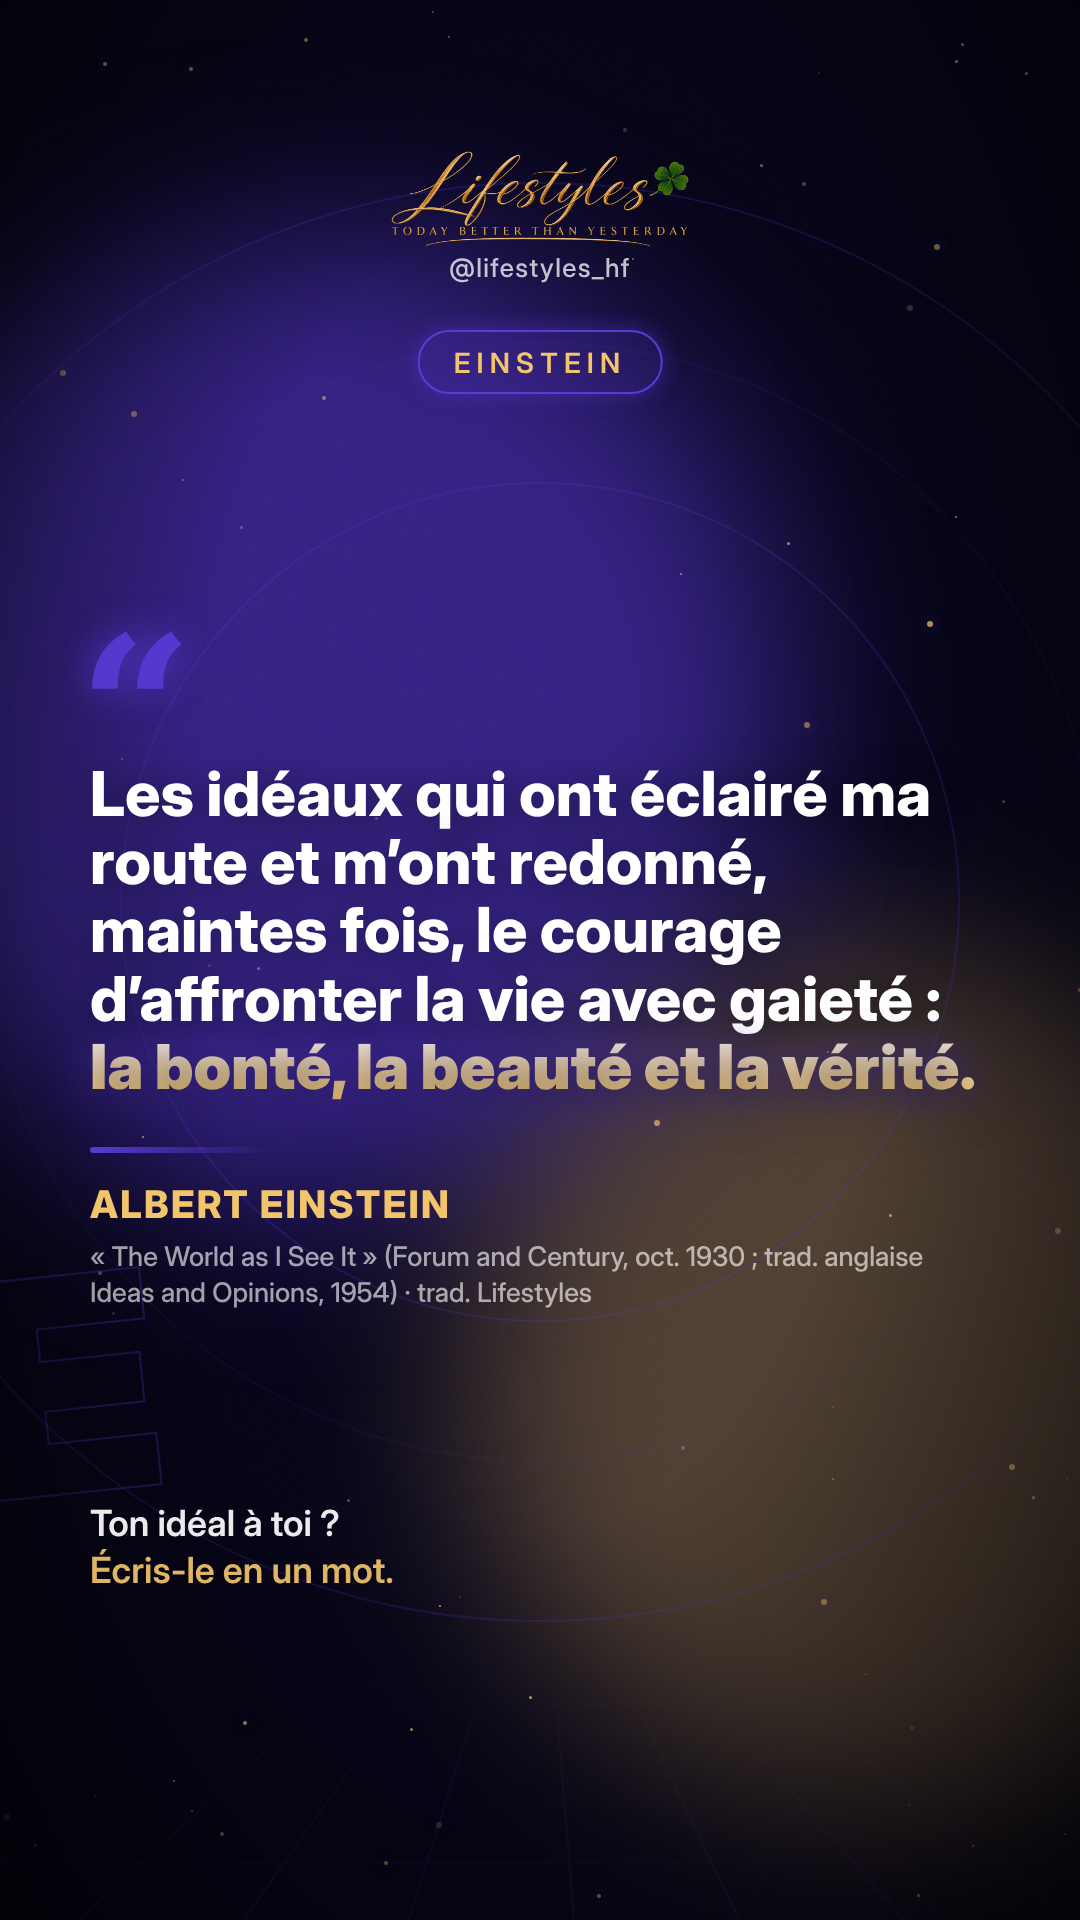 Lifestyles
TODAY BETTER THAN YESTERDAY
@lifestyles_hf
EINSTEIN
“
Les idéaux qui ont éclairé ma
route et m’ont redonné,
maintes fois, le courage
d’affronter la vie avec gaieté :
la bonté, la beauté et la vérité.
ALBERT EINSTEIN
« The World as I See It » (Forum and Century, oct. 1930 ; trad. anglaise
Ideas and Opinions, 1954) · trad. Lifestyles
Ton idéal à toi ?
Écris-le en un mot.